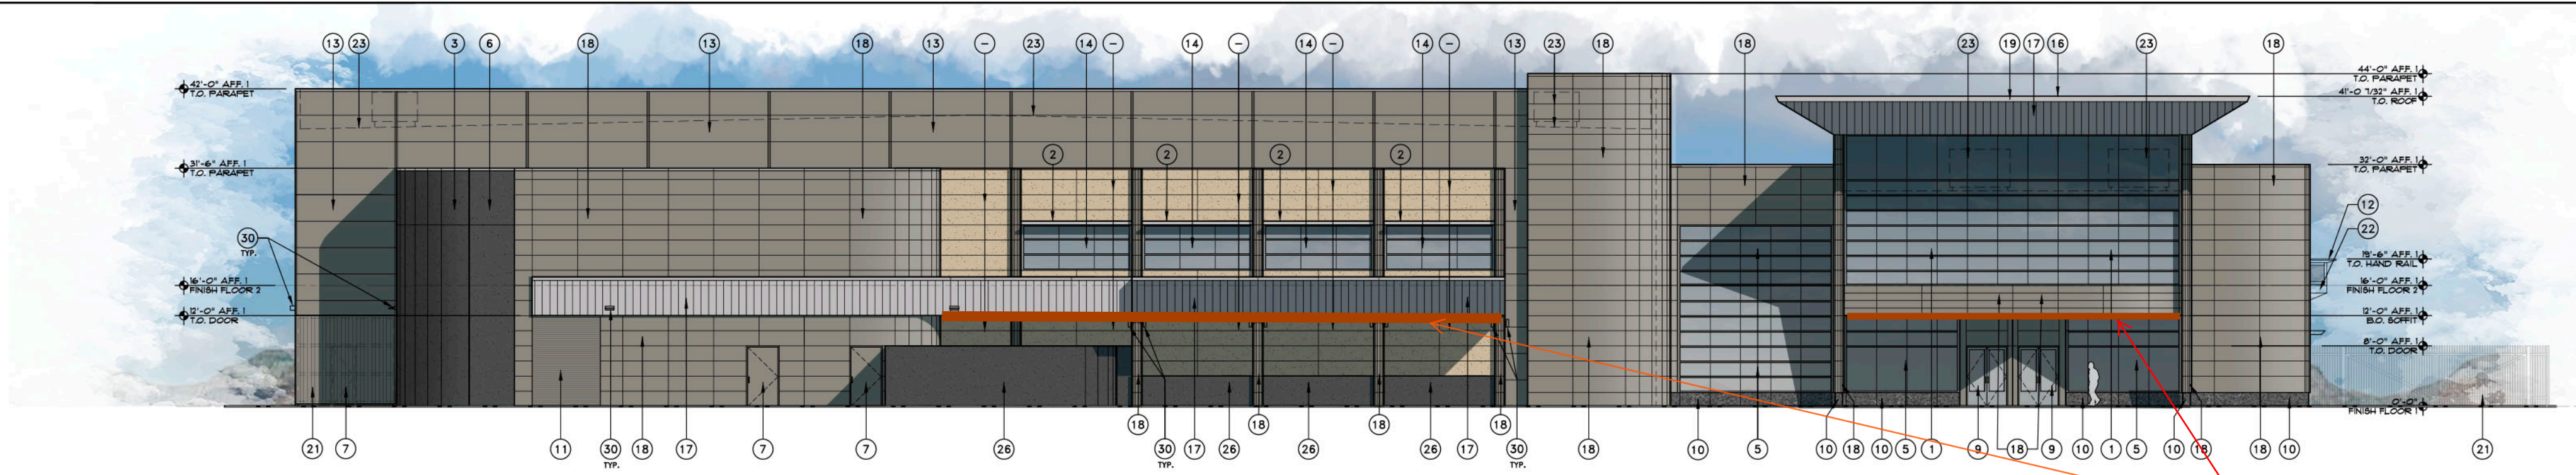 13 23 3 6 18 13 18 13 – 23 14 – 14 – 14 – 14 – 13 23 18 18 23 19 17 16 23 18
42'-0" AFF. 1
T.O. PARAPET
44'-0" AFF. 1
T.O. PARAPET
41'-0 7/32" AFF. 1
T.O. ROOF
2 2 2 2
31'-6" AFF. 1
T.O. PARAPET
32'-0" AFF. 1
T.O. PARAPET
12
22
30
TYP.
19'-6" AFF. 1
T.O. HAND RAIL
16'-0" AFF. 1
FINISH FLOOR 2
16'-0" AFF. 1
FINISH FLOOR 2
12'-0" AFF. 1
T.O. DOOR
12'-0" AFF. 1
B.O. SOFFIT
8'-0" AFF. 1
T.O. DOOR
0'-0"
FINISH FLOOR 1
18 18 18 18
21 7 11 30 18 17 7 7 26 30 17 26 26 26 17 30 18 10 5 10 18 10 5 1 9 18 9 10 1 5 10 18 18 10 21
TYP. TYP. TYP.